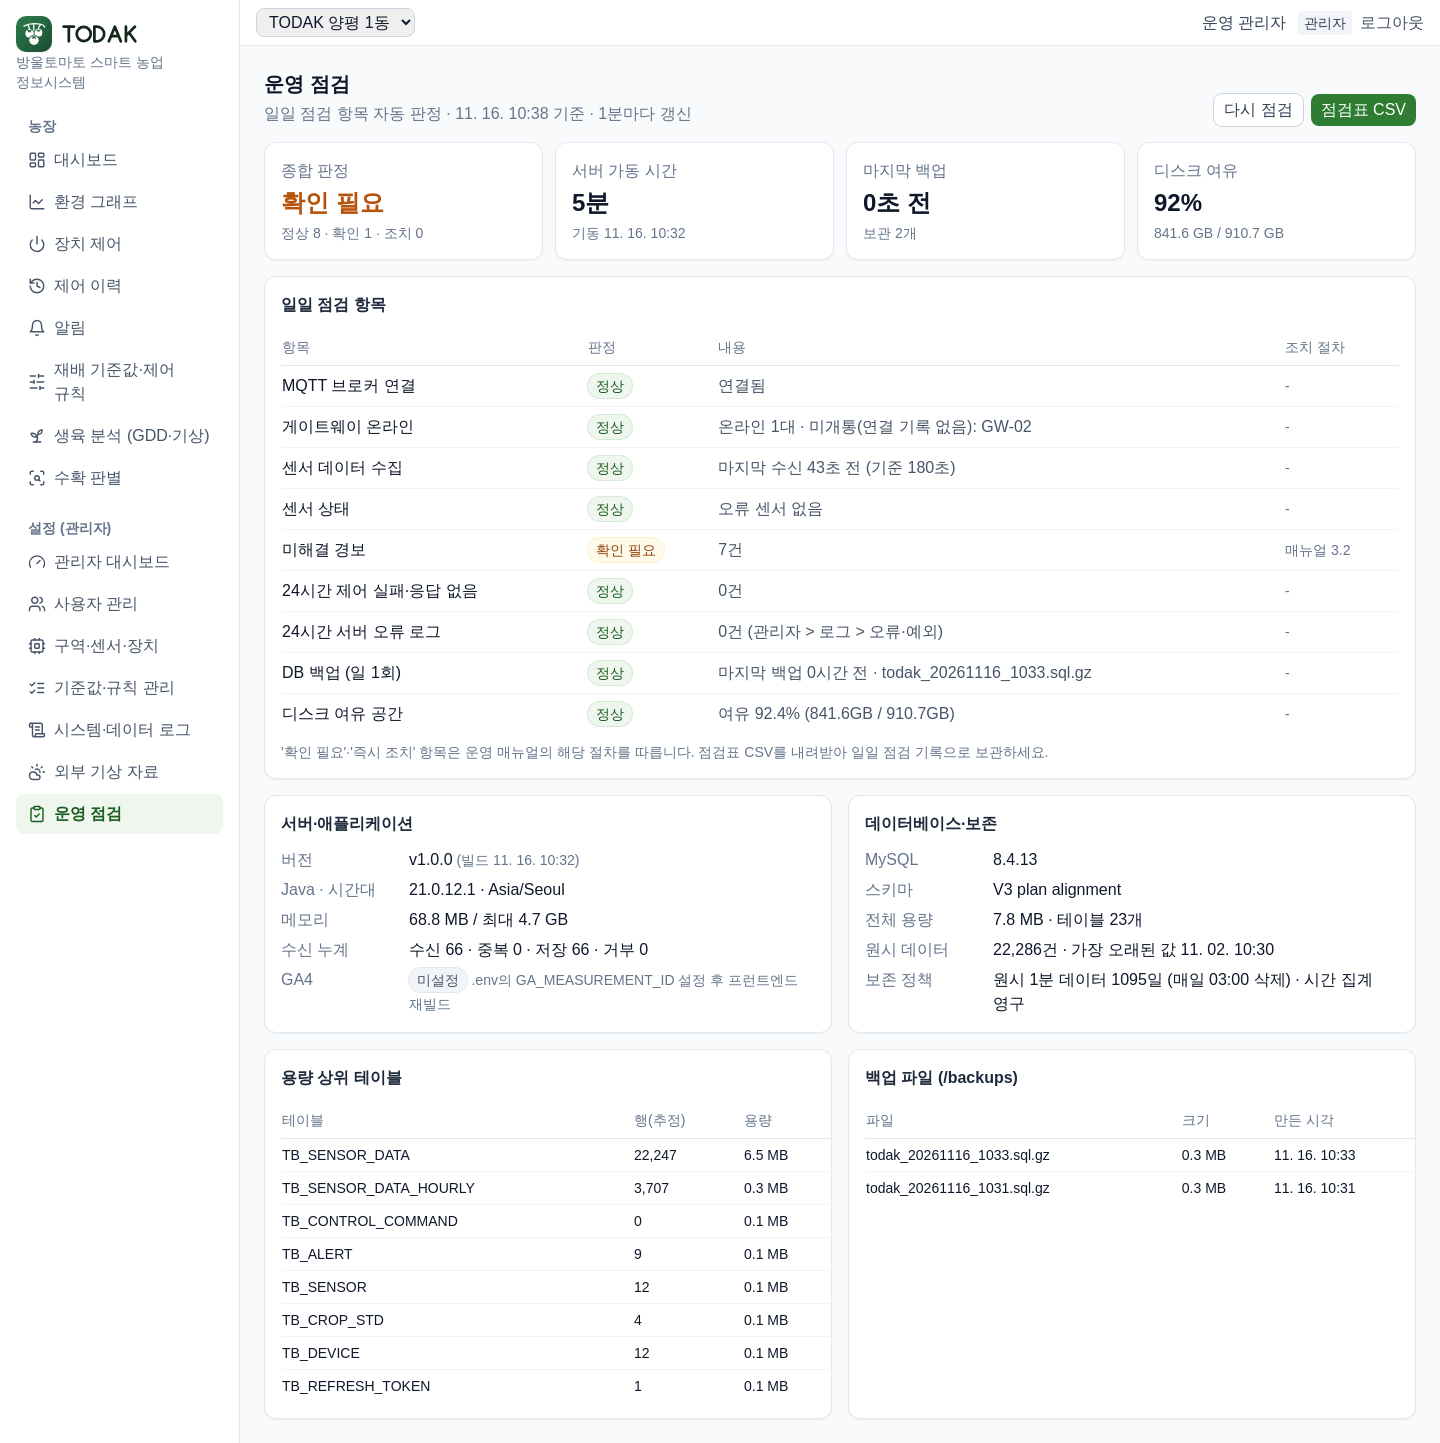 TODAK
방울토마토 스마트 농업
정보시스템
농장
대시보드
환경 그래프
장치 제어
제어 이력
알림
재배 기준값·제어
규칙
생육 분석 (GDD·기상)
수확 판별
설정 (관리자)
관리자 대시보드
사용자 관리
구역·센서·장치
기준값·규칙 관리
시스템·데이터 로그
외부 기상 자료
운영 점검
TODAK 양평 1동
운영 관리자 관리자 로그아웃
운영 점검
일일 점검 항목 자동 판정 · 11. 16. 10:38 기준 · 1분마다 갱신
다시 점검 점검표 CSV
종합 판정
확인 필요
정상 8 · 확인 1 · 조치 0
서버 가동 시간
5분
기동 11. 16. 10:32
마지막 백업
0초 전
보관 2개
디스크 여유
92%
841.6 GB / 910.7 GB
일일 점검 항목
항목 판정 내용 조치 절차
MQTT 브로커 연결 정상 연결됨 -
게이트웨이 온라인 정상 온라인 1대 · 미개통(연결 기록 없음): GW-02 -
센서 데이터 수집 정상 마지막 수신 43초 전 (기준 180초) -
센서 상태 정상 오류 센서 없음 -
미해결 경보 확인 필요 7건 매뉴얼 3.2
24시간 제어 실패·응답 없음 정상 0건 -
24시간 서버 오류 로그 정상 0건 (관리자 > 로그 > 오류·예외) -
DB 백업 (일 1회) 정상 마지막 백업 0시간 전 · todak_20261116_1033.sql.gz -
디스크 여유 공간 정상 여유 92.4% (841.6GB / 910.7GB) -
'확인 필요'·'즉시 조치' 항목은 운영 매뉴얼의 해당 절차를 따릅니다. 점검표 CSV를 내려받아 일일 점검 기록으로 보관하세요.
서버·애플리케이션
버전 v1.0.0 (빌드 11. 16. 10:32)
Java · 시간대 21.0.12.1 · Asia/Seoul
메모리 68.8 MB / 최대 4.7 GB
수신 누계 수신 66 · 중복 0 · 저장 66 · 거부 0
GA4 미설정 .env의 GA_MEASUREMENT_ID 설정 후 프런트엔드
재빌드
데이터베이스·보존
MySQL 8.4.13
스키마 V3 plan alignment
전체 용량 7.8 MB · 테이블 23개
원시 데이터 22,286건 · 가장 오래된 값 11. 02. 10:30
보존 정책 원시 1분 데이터 1095일 (매일 03:00 삭제) · 시간 집계
영구
용량 상위 테이블
테이블 행(추정) 용량
TB_SENSOR_DATA 22,247 6.5 MB
TB_SENSOR_DATA_HOURLY 3,707 0.3 MB
TB_CONTROL_COMMAND 0 0.1 MB
TB_ALERT 9 0.1 MB
TB_SENSOR 12 0.1 MB
TB_CROP_STD 4 0.1 MB
TB_DEVICE 12 0.1 MB
TB_REFRESH_TOKEN 1 0.1 MB
백업 파일 (/backups)
파일 크기 만든 시각
todak_20261116_1033.sql.gz 0.3 MB 11. 16. 10:33
todak_20261116_1031.sql.gz 0.3 MB 11. 16. 10:31